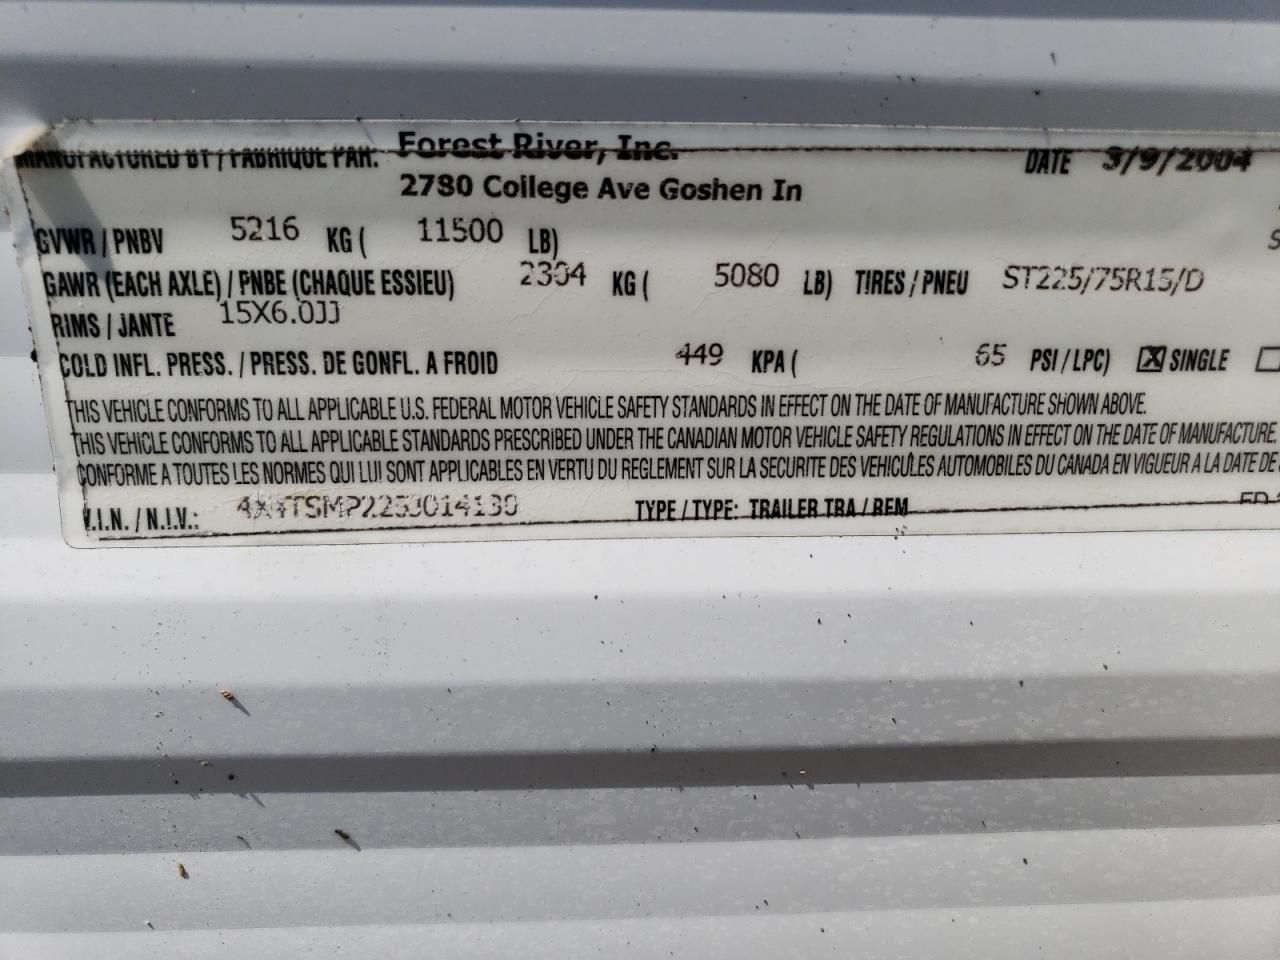 MANUFACTURED BY / FABRIQUE PAR: Forest River, Inc. DATE 3/9/2004
2780 College Ave Goshen In
GVWR / PNBV 5216 KG ( 11500 LB)
GAWR (EACH AXLE) / PNBE (CHAQUE ESSIEU) 2304 KG ( 5080 LB) TIRES / PNEU ST225/75R15/D
RIMS / JANTE 15X6.0JJ
COLD INFL. PRESS. / PRESS. DE GONFL. A FROID 449 KPA ( 65 PSI / LPC) SINGLE
THIS VEHICLE CONFORMS TO ALL APPLICABLE U.S. FEDERAL MOTOR VEHICLE SAFETY STANDARDS IN EFFECT ON THE DATE OF MANUFACTURE SHOWN ABOVE.
THIS VEHICLE CONFORMS TO ALL APPLICABLE STANDARDS PRESCRIBED UNDER THE CANADIAN MOTOR VEHICLE SAFETY REGULATIONS IN EFFECT ON THE DATE OF MANUFACTURE.
CONFORME A TOUTES LES NORMES QUI LUI SONT APPLICABLES EN VERTU DU REGLEMENT SUR LA SECURITE DES VEHICULES AUTOMOBILES DU CANADA EN VIGUEUR A LA DATE DE
V.I.N. / N.I.V.: TYPE / TYPE: TRAILER TRA / REM